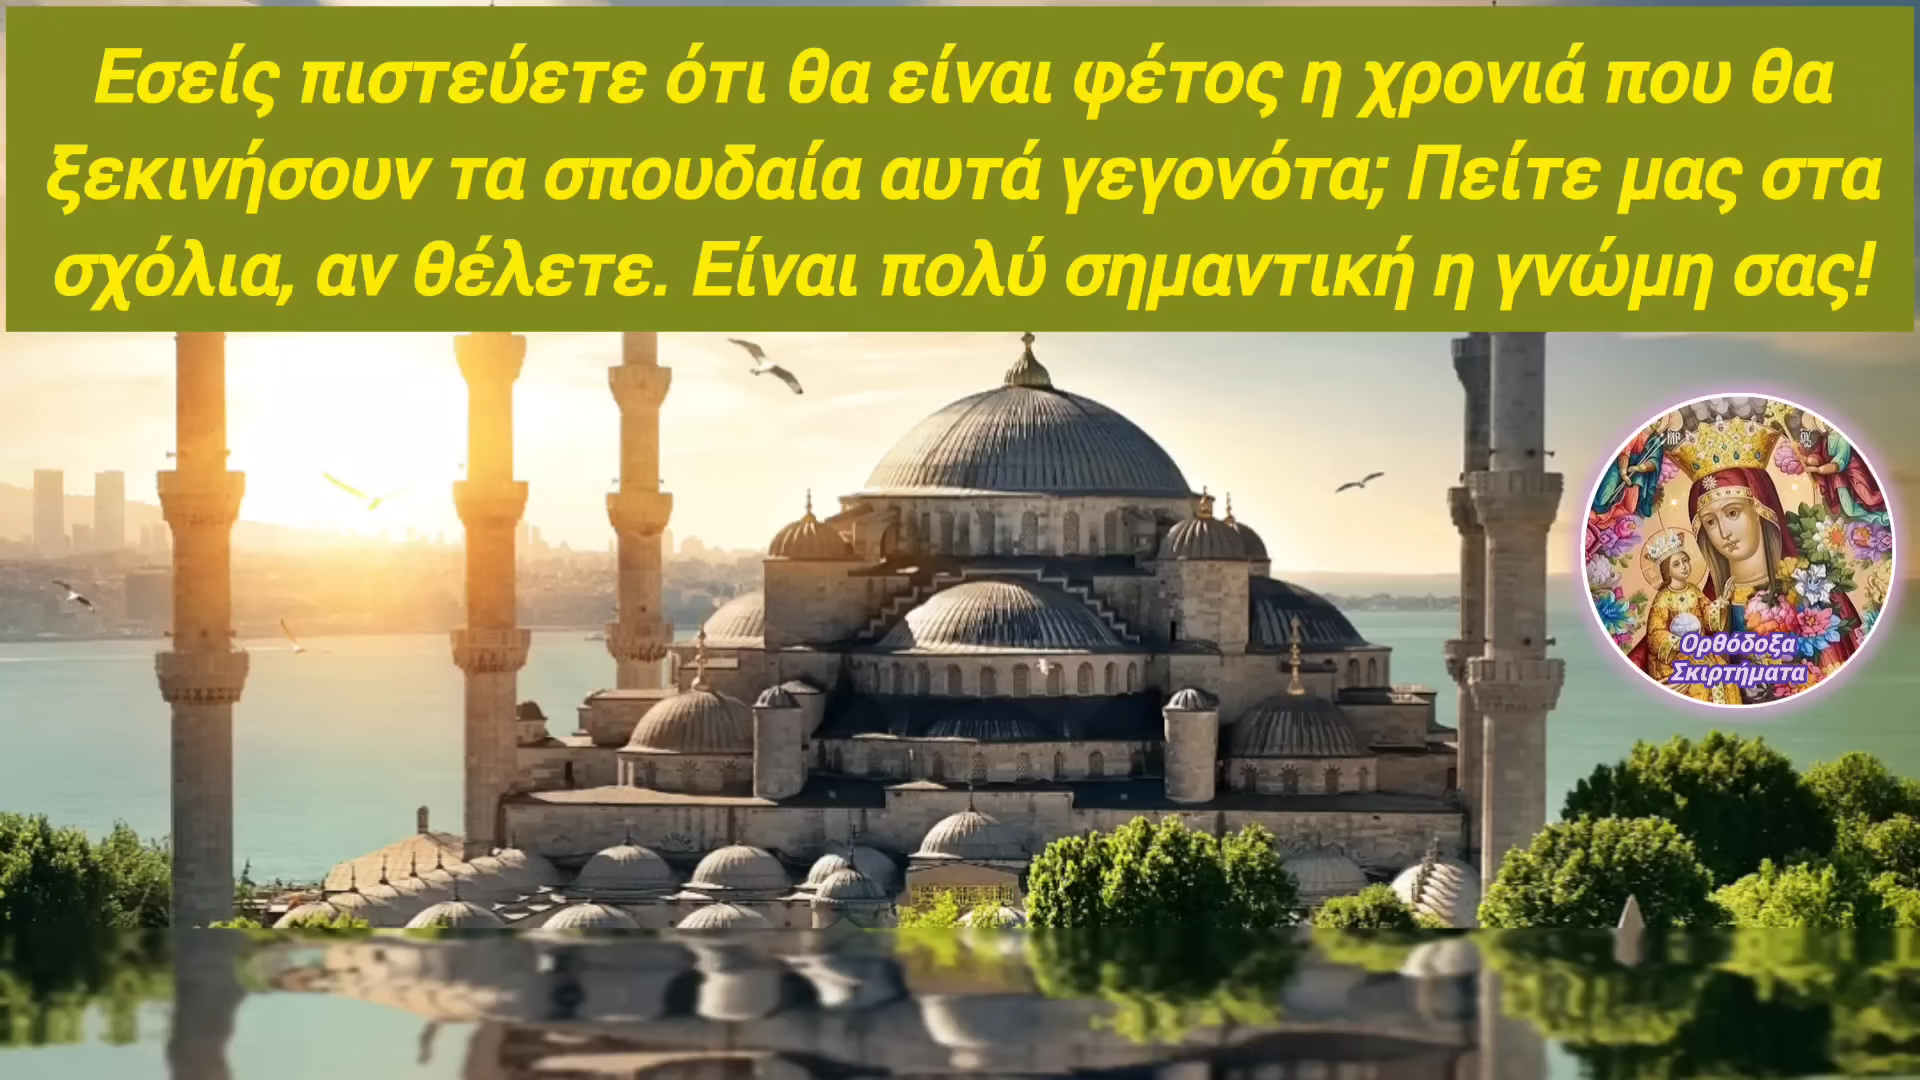 Εσείς πιστεύετε ότι θα είναι φέτος η χρονιά που θα
ξεκινήσουν τα σπουδαία αυτά γεγονότα; Πείτε μας στα
σχόλια, αν θέλετε. Είναι πολύ σημαντική η γνώμη σας!
Ορθόδοξα
Σκιρτήματα